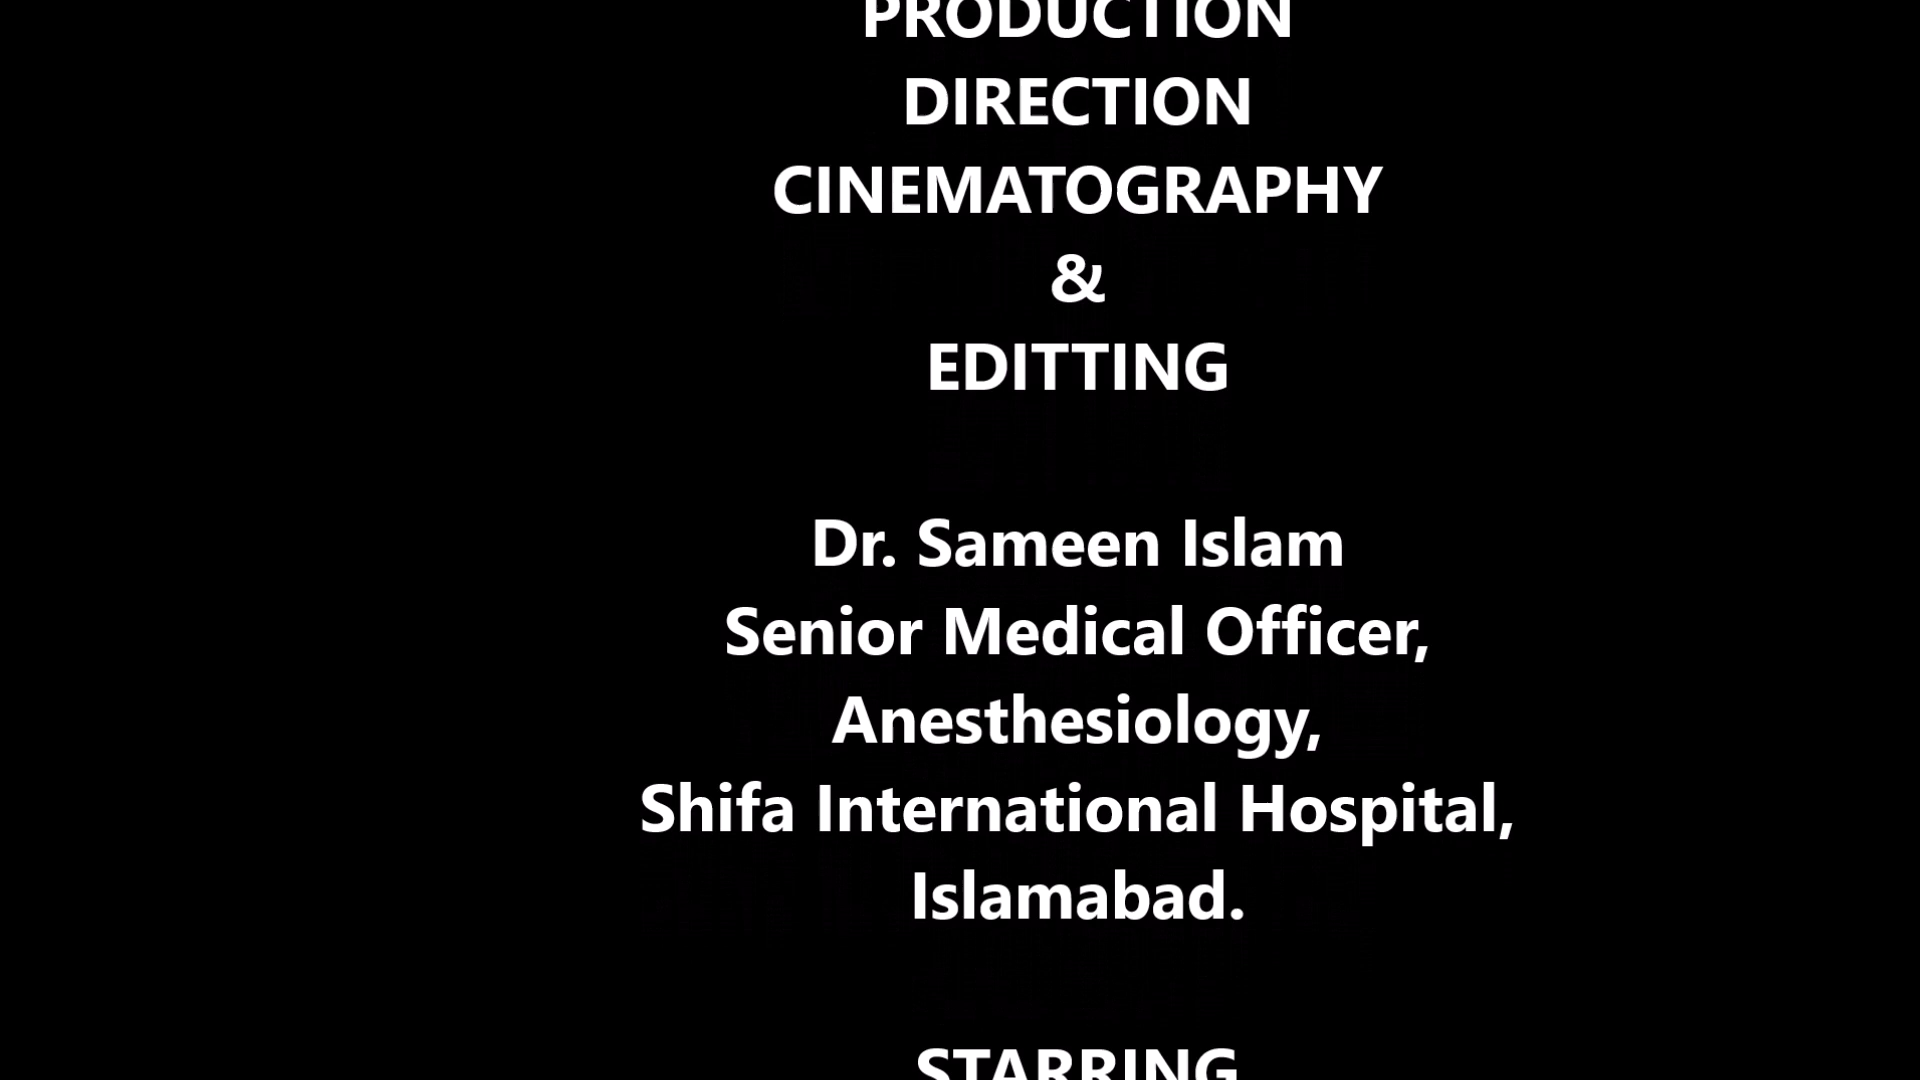 PRODUCTION
DIRECTION
CINEMATOGRAPHY
&
EDITTING
Dr. Sameen Islam
Senior Medical Officer,
Anesthesiology,
Shifa International Hospital,
Islamabad.
STARRING